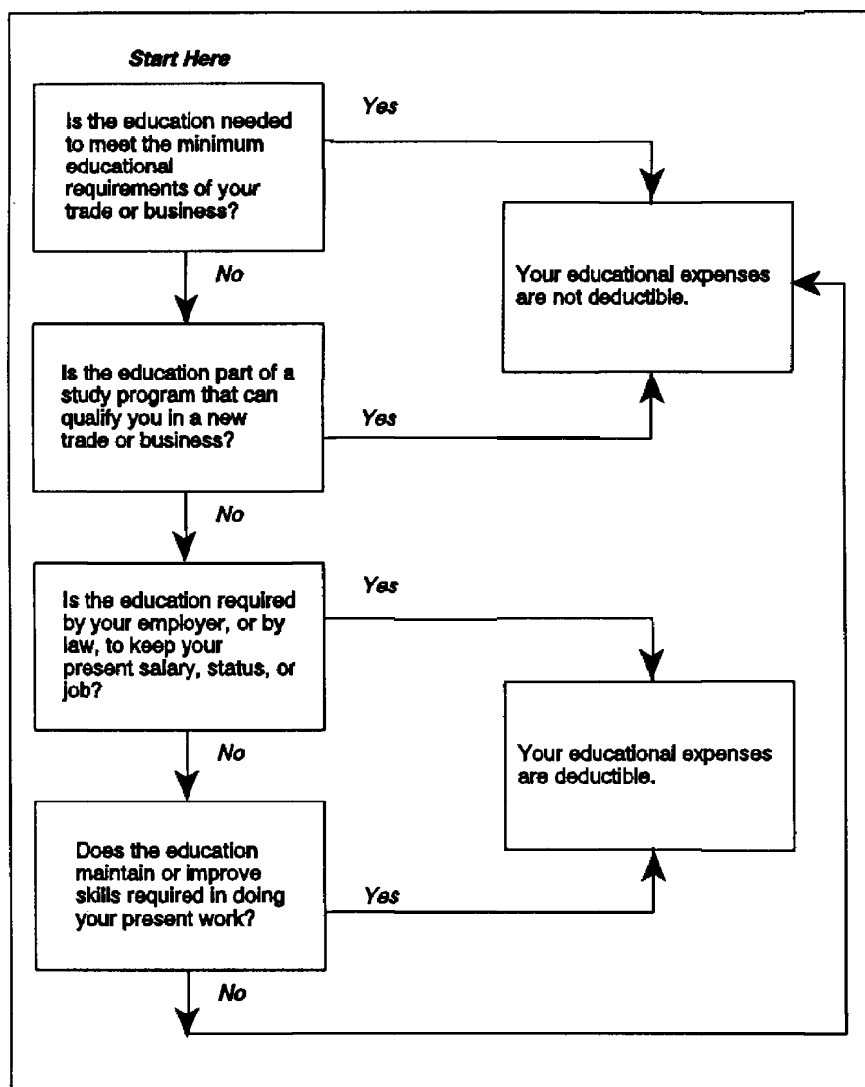 Start Here
Is the education needed
to meet the minimum
educational
requirements of your
trade or business?
Yes
No
Your educational expenses
are not deductible.
Is the education part of a
study program that can
qualify you in a new
trade or business?
Yes
No
Is the education required
by your employer, or by
law, to keep your
present salary, status, or
job?
Yes
No
Your educational expenses
are deductible.
Does the education
maintain or improve
skills required in doing
your present work?
Yes
No